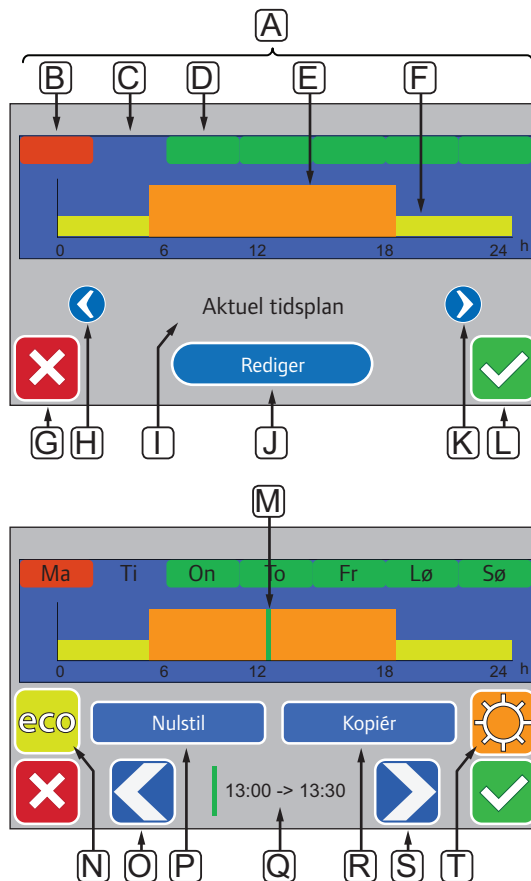 A
B C D E F
0 6 12 18 24 h
Aktuel tidsplan
Rediger
G H I J K L
M
Ma Ti On To Fr Lø Sø
0 6 12 18 24 h
eco Nulstil Kopiér
13:00 -> 13:30
N O P Q R S T